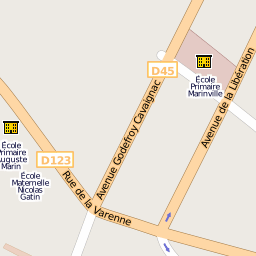 D45
École
Primaire
Marinville
Avenue de la Libération
Avenue Godefroy Cavaignac
École
Primaire
Auguste
Marin
D123
École
Maternelle
Nicolas
Gatin
Rue de la Varenne